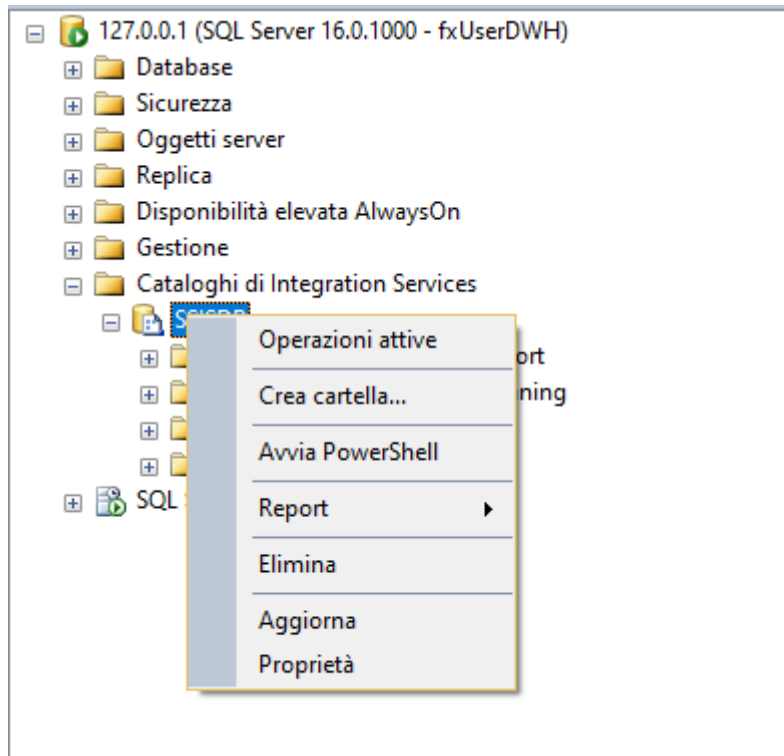 127.0.0.1 (SQL Server 16.0.1000 - fxUserDWH)
Database
Sicurezza
Oggetti server
Replica
Disponibilità elevata AlwaysOn
Gestione
Cataloghi di Integration Services
SSISDB
Operazioni attive
ort
Crea cartella...
ning
Avvia PowerShell
SQL
Report
Elimina
Aggiorna
Proprietà